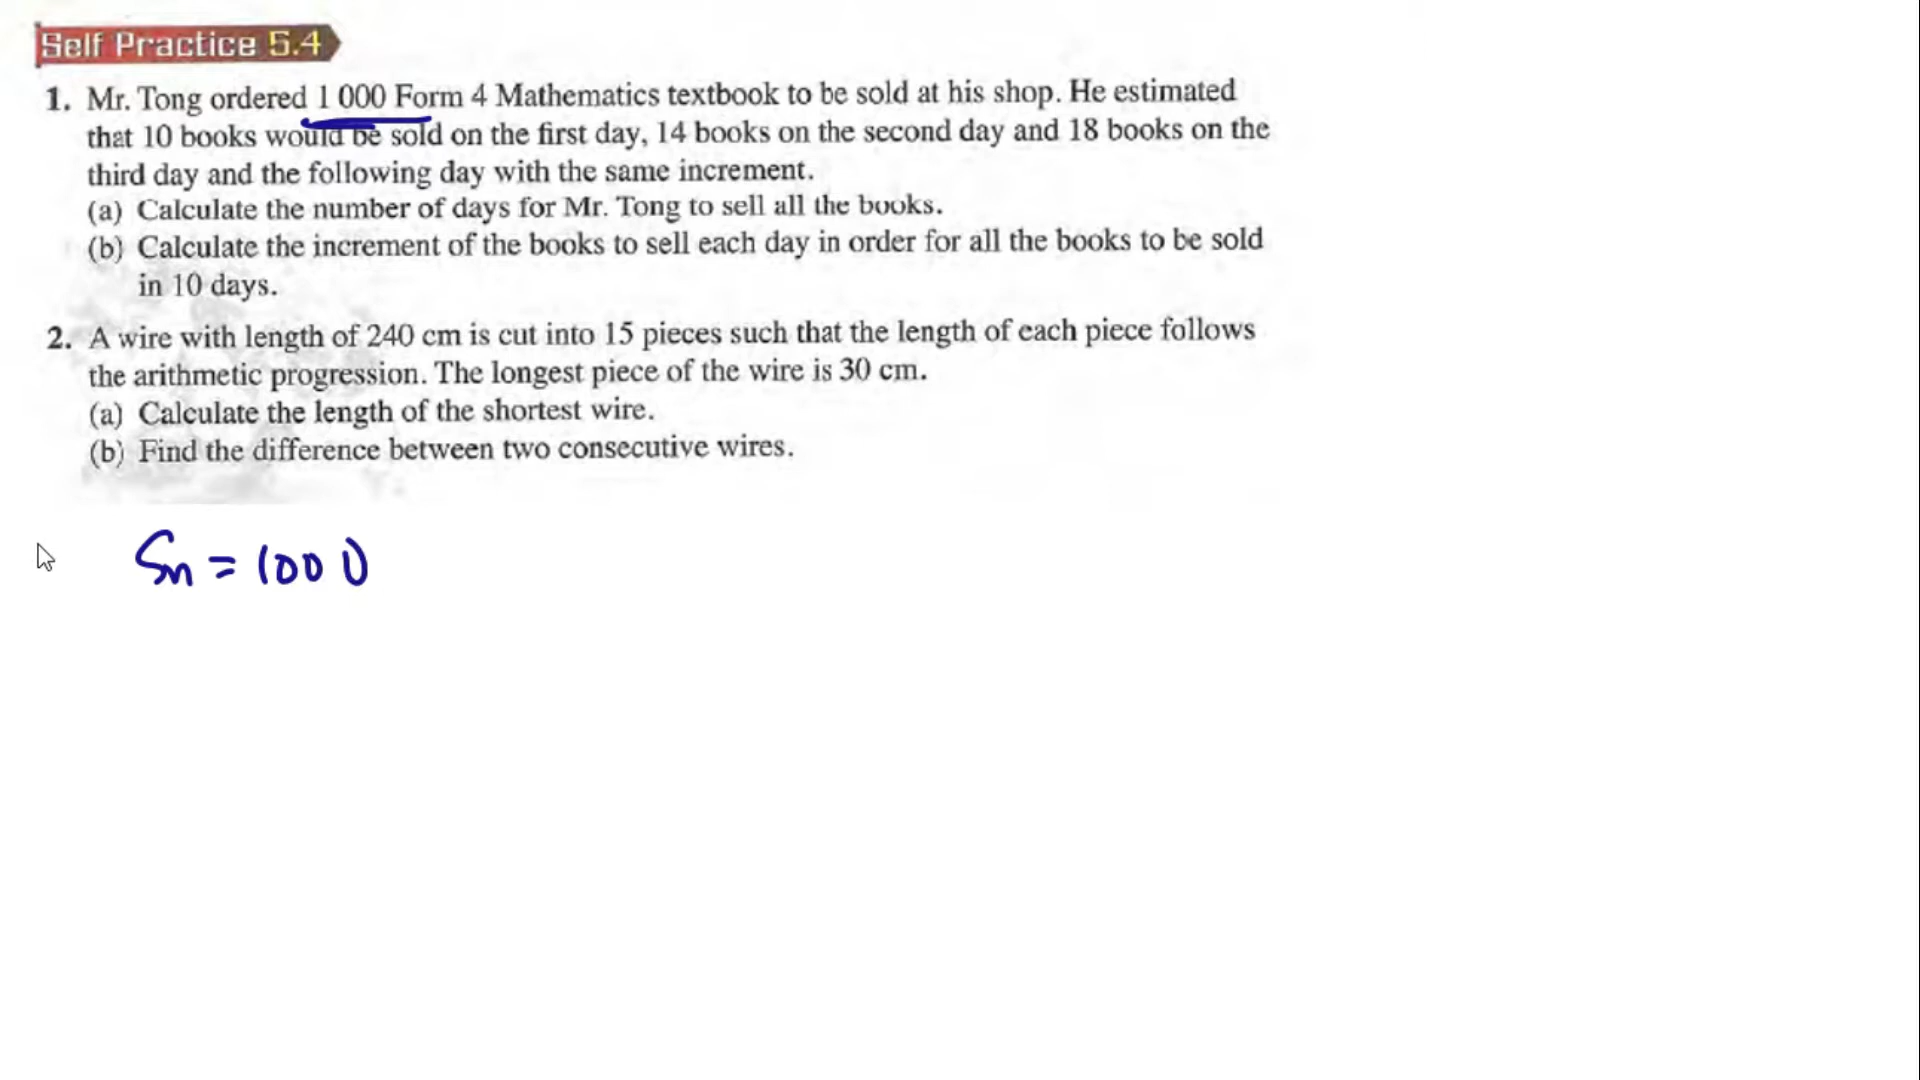 Self Practice 5.4
1. Mr. Tong ordered 1 000 Form 4 Mathematics textbook to be sold at his shop. He estimated
that 10 books would be sold on the first day, 14 books on the second day and 18 books on the
third day and the following day with the same increment.
(a) Calculate the number of days for Mr. Tong to sell all the books.
(b) Calculate the increment of the books to sell each day in order for all the books to be sold
in 10 days.
2. A wire with length of 240 cm is cut into 15 pieces such that the length of each piece follows
the arithmetic progression. The longest piece of the wire is 30 cm.
(a) Calculate the length of the shortest wire.
(b) Find the difference between two consecutive wires.
Sn = 1000